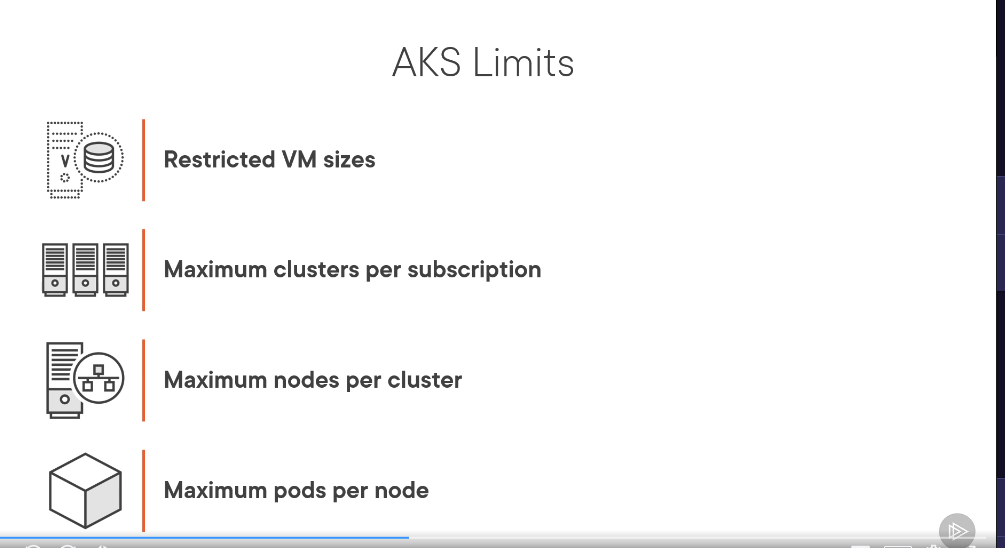 AKS Limits
V
Restricted VM sizes
Maximum clusters per subscription
Maximum nodes per cluster
Maximum pods per node